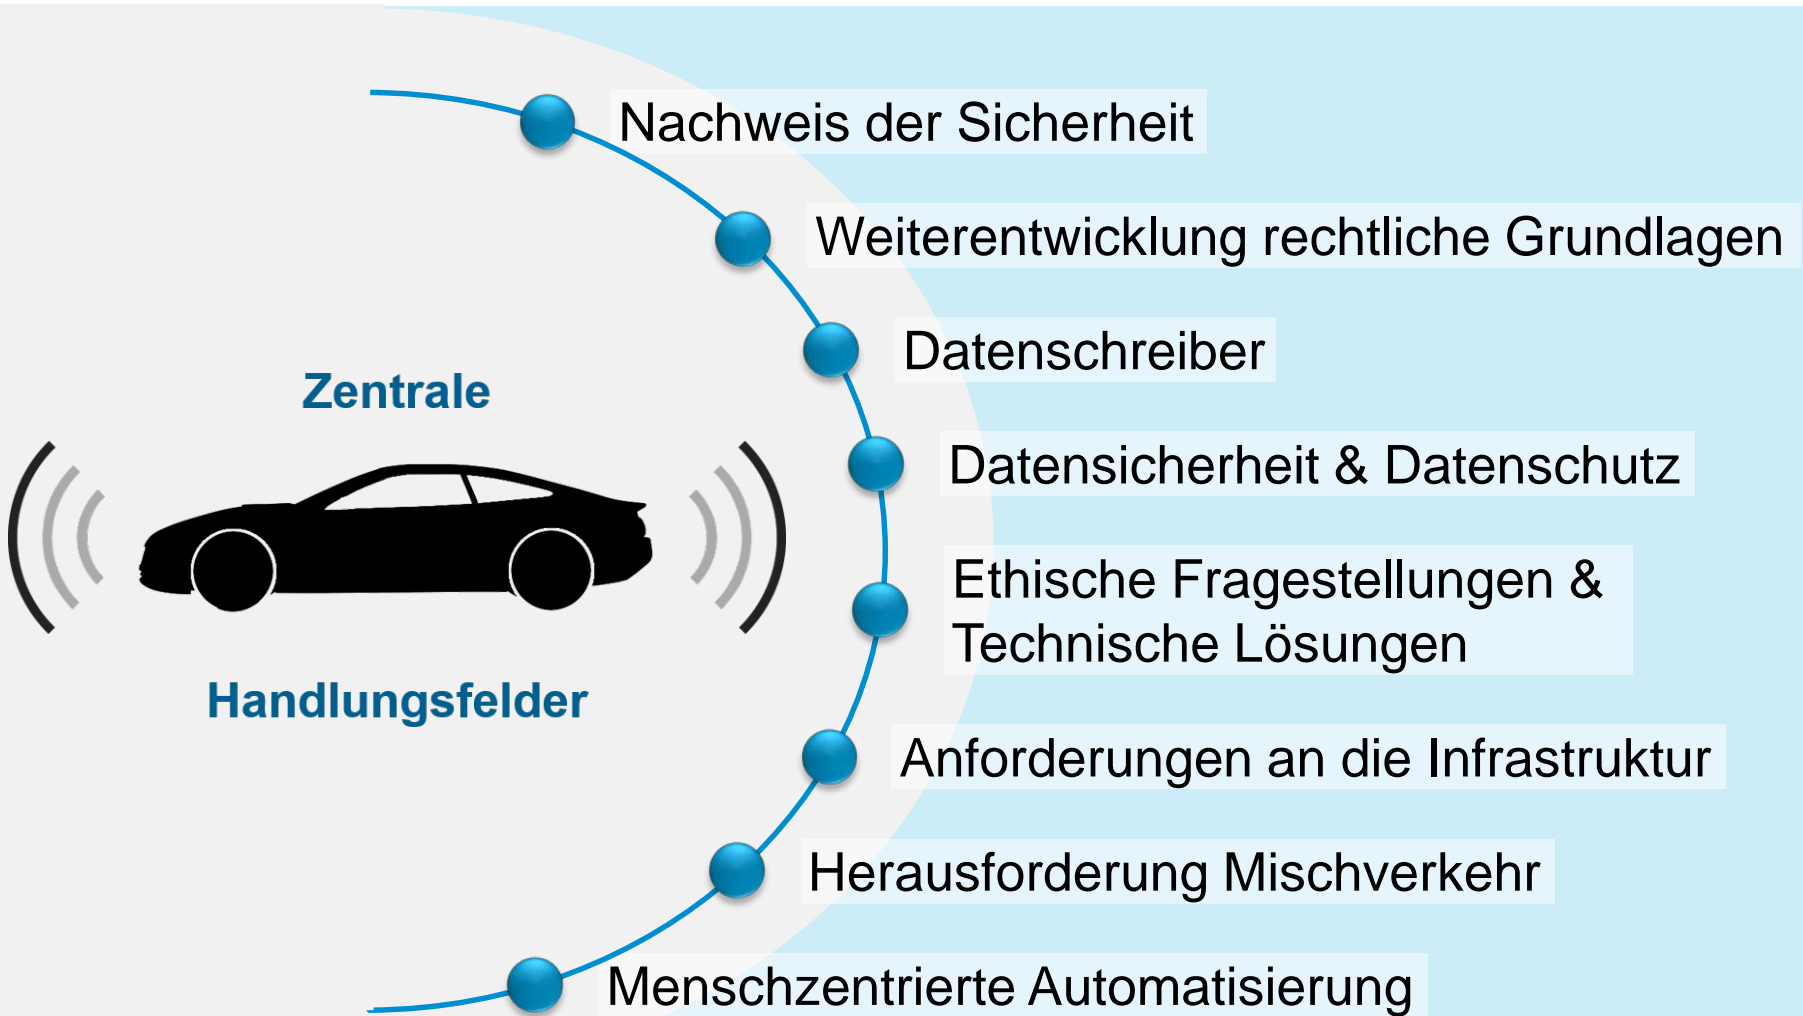 Nachweis der Sicherheit
Weiterentwicklung rechtliche Grundlagen
Datenschreiber
Zentrale
Datensicherheit & Datenschutz
Ethische Fragestellungen &
Technische Lösungen
Handlungsfelder
Anforderungen an die Infrastruktur
Herausforderung Mischverkehr
Menschzentrierte Automatisierung